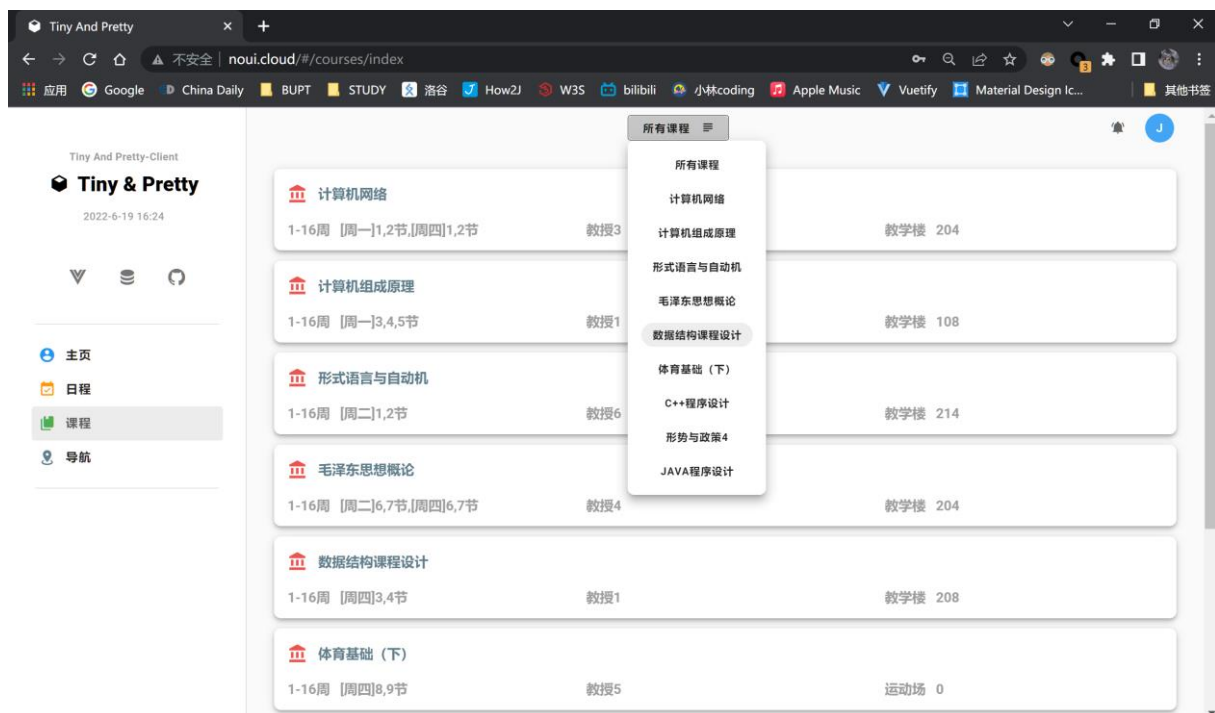 Tiny And Pretty
不安全 noui.cloud/#/courses/index
3
应用 Google China Daily BUPT STUDY 洛谷 How2J W3S bilibili 小林coding Apple Music Vuetify Material Design Ic... 其他书签
Tiny And Pretty-Client
Tiny & Pretty
2022-6-19 16:24
主页
日程
课程
导航
所有课程
J
所有课程
计算机网络
计算机组成原理
形式语言与自动机
毛泽东思想概论
数据结构课程设计
体育基础（下）
C++程序设计
形势与政策4
JAVA程序设计
计算机网络
1-16周 [周一]1,2节,[周四]1,2节 教授3 教学楼 204
计算机组成原理
1-16周 [周一]3,4,5节 教授1 教学楼 108
形式语言与自动机
1-16周 [周二]1,2节 教授6 教学楼 214
毛泽东思想概论
1-16周 [周二]6,7节,[周四]6,7节 教授4 教学楼 204
数据结构课程设计
1-16周 [周四]3,4节 教授1 教学楼 208
体育基础（下）
1-16周 [周四]8,9节 教授5 运动场 0